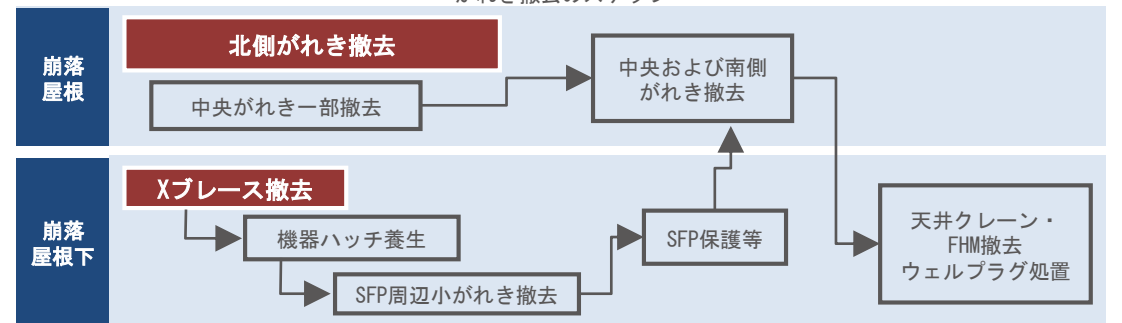 崩落
屋根
北側がれき撤去
中央がれき一部撤去
中央および南側
がれき撤去
崩落
屋根下
Xブレース撤去
機器ハッチ養生
SFP周辺小がれき撤去
SFP保護等
天井クレーン・
FHM撤去
ウェルプラグ処置